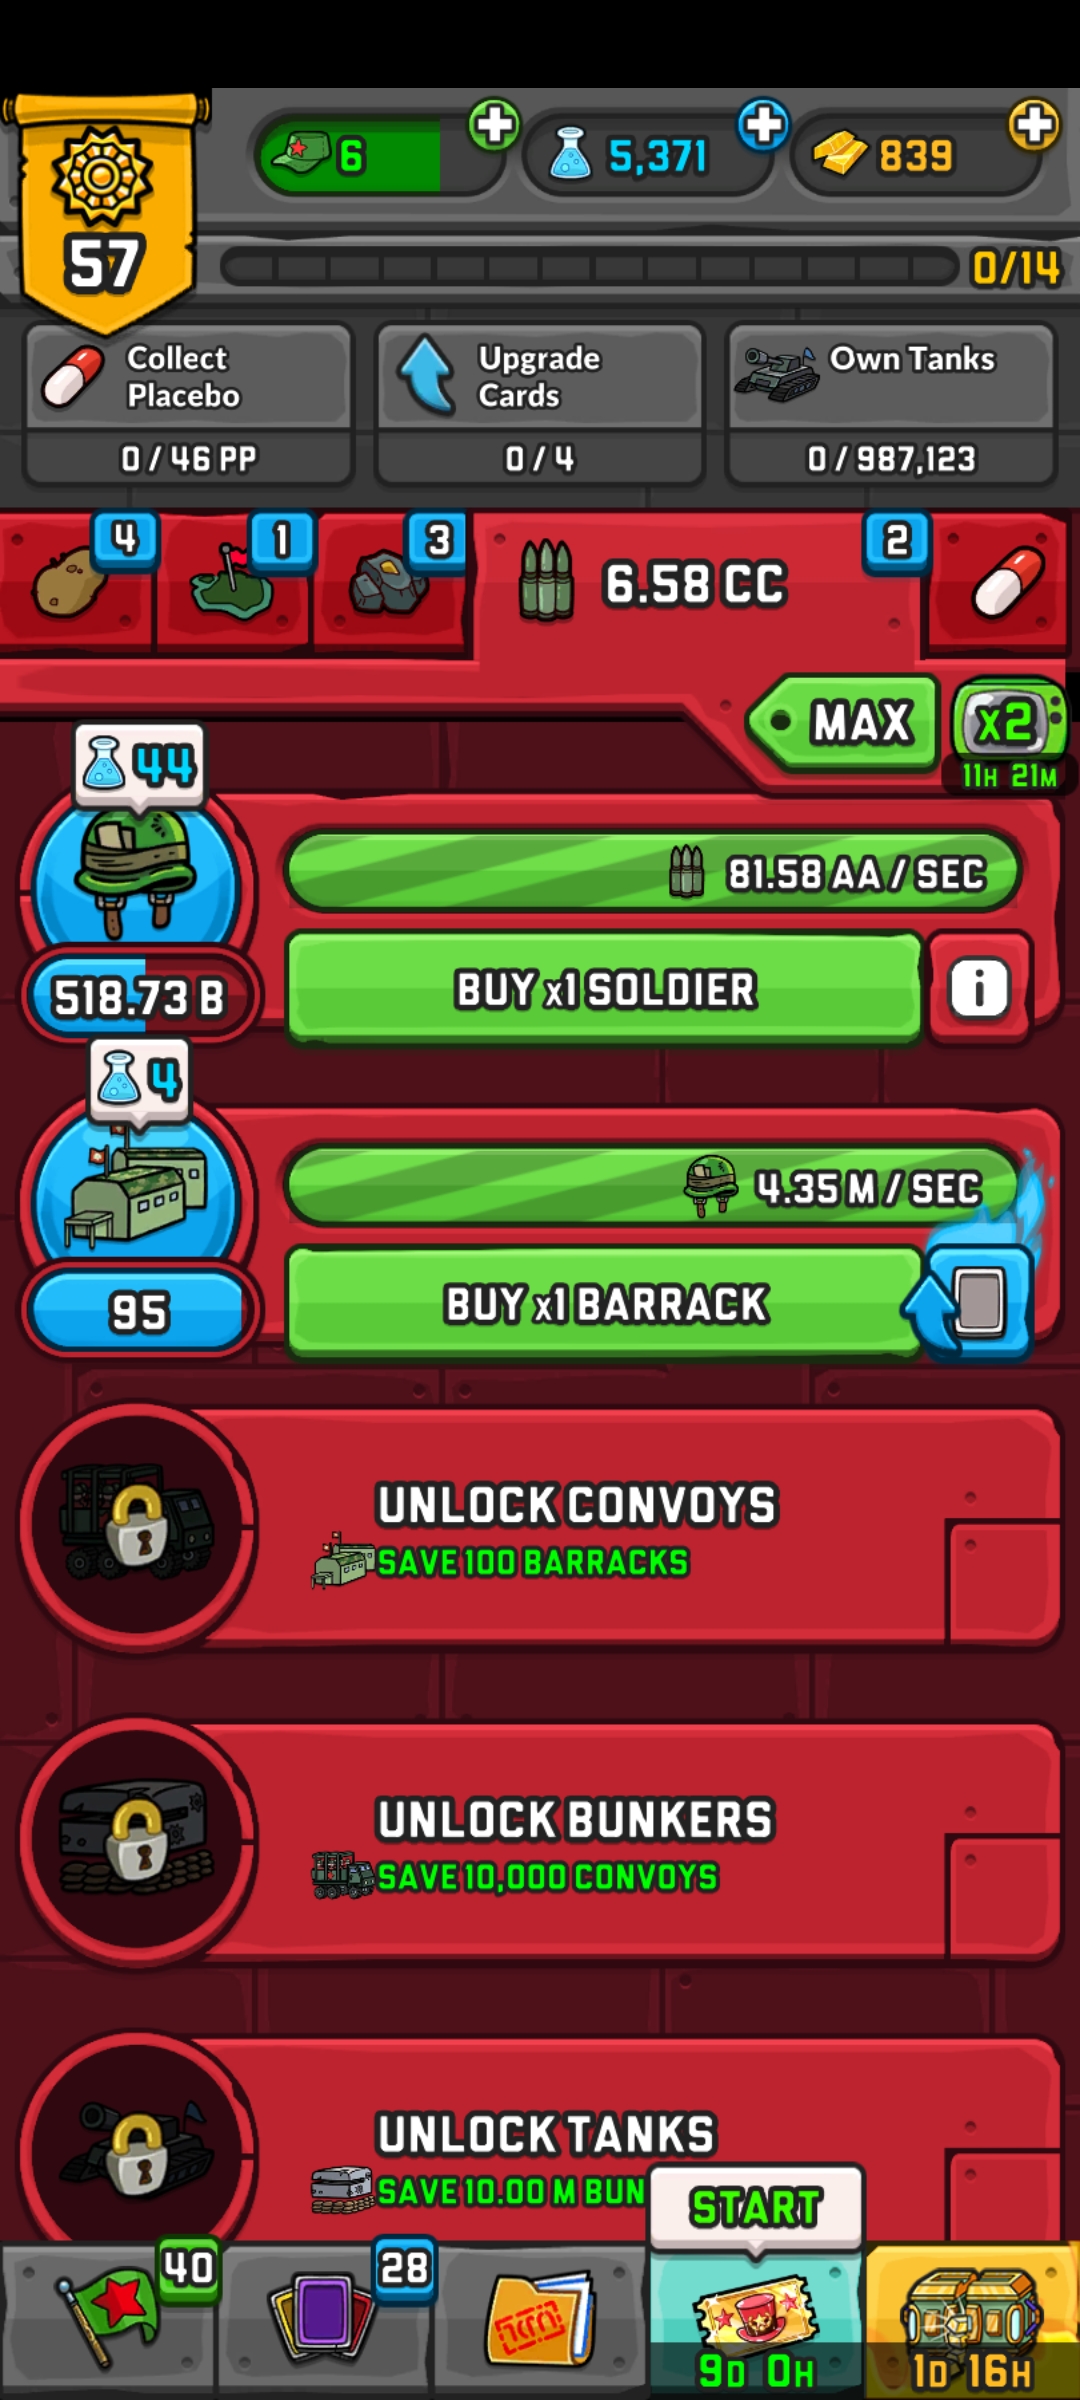 6
5,371
839
57
0/14
Collect
Placebo
0 / 46 PP
Upgrade
Cards
0 / 4
Own Tanks
0 / 987,123
4
1
3
6.58 CC
2
MAX
x2
11H 21M
44
81.58 AA / SEC
518.73 B
BUY x1 SOLDIER
i
4
4.35 M / SEC
95
BUY x1 BARRACK
UNLOCK CONVOYS
SAVE 100 BARRACKS
UNLOCK BUNKERS
SAVE 10,000 CONVOYS
UNLOCK TANKS
SAVE 10.00 M BUN
START
40
28
9D 0H
1D 16H